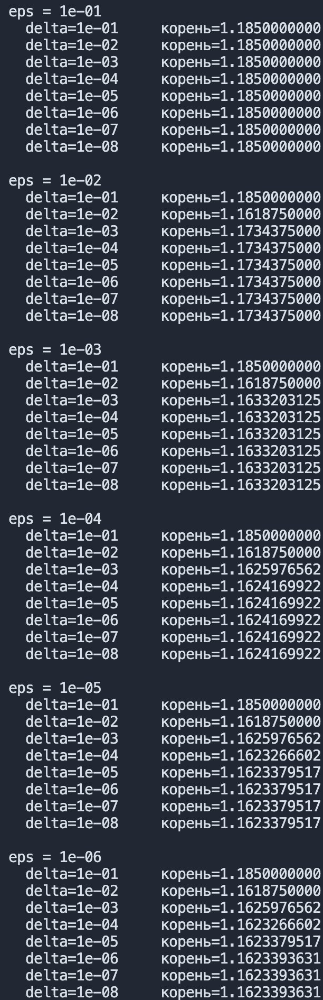 eps = 1e-01
delta=1e-01 корень=1.1850000000
delta=1e-02 корень=1.1850000000
delta=1e-03 корень=1.1850000000
delta=1e-04 корень=1.1850000000
delta=1e-05 корень=1.1850000000
delta=1e-06 корень=1.1850000000
delta=1e-07 корень=1.1850000000
delta=1e-08 корень=1.1850000000
eps = 1e-02
delta=1e-01 корень=1.1850000000
delta=1e-02 корень=1.1618750000
delta=1e-03 корень=1.1734375000
delta=1e-04 корень=1.1734375000
delta=1e-05 корень=1.1734375000
delta=1e-06 корень=1.1734375000
delta=1e-07 корень=1.1734375000
delta=1e-08 корень=1.1734375000
eps = 1e-03
delta=1e-01 корень=1.1850000000
delta=1e-02 корень=1.1618750000
delta=1e-03 корень=1.1633203125
delta=1e-04 корень=1.1633203125
delta=1e-05 корень=1.1633203125
delta=1e-06 корень=1.1633203125
delta=1e-07 корень=1.1633203125
delta=1e-08 корень=1.1633203125
eps = 1e-04
delta=1e-01 корень=1.1850000000
delta=1e-02 корень=1.1618750000
delta=1e-03 корень=1.1625976562
delta=1e-04 корень=1.1624169922
delta=1e-05 корень=1.1624169922
delta=1e-06 корень=1.1624169922
delta=1e-07 корень=1.1624169922
delta=1e-08 корень=1.1624169922
eps = 1e-05
delta=1e-01 корень=1.1850000000
delta=1e-02 корень=1.1618750000
delta=1e-03 корень=1.1625976562
delta=1e-04 корень=1.1623266602
delta=1e-05 корень=1.1623379517
delta=1e-06 корень=1.1623379517
delta=1e-07 корень=1.1623379517
delta=1e-08 корень=1.1623379517
eps = 1e-06
delta=1e-01 корень=1.1850000000
delta=1e-02 корень=1.1618750000
delta=1e-03 корень=1.1625976562
delta=1e-04 корень=1.1623266602
delta=1e-05 корень=1.1623379517
delta=1e-06 корень=1.1623393631
delta=1e-07 корень=1.1623393631
delta=1e-08 корень=1.1623393631